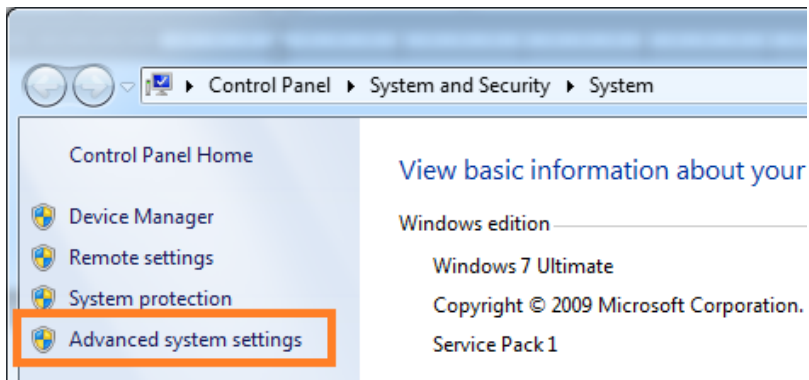 Control Panel System and Security System
Control Panel Home
View basic information about your
Device Manager
Windows edition
Remote settings
Windows 7 Ultimate
System protection
Copyright © 2009 Microsoft Corporation.
Advanced system settings
Service Pack 1